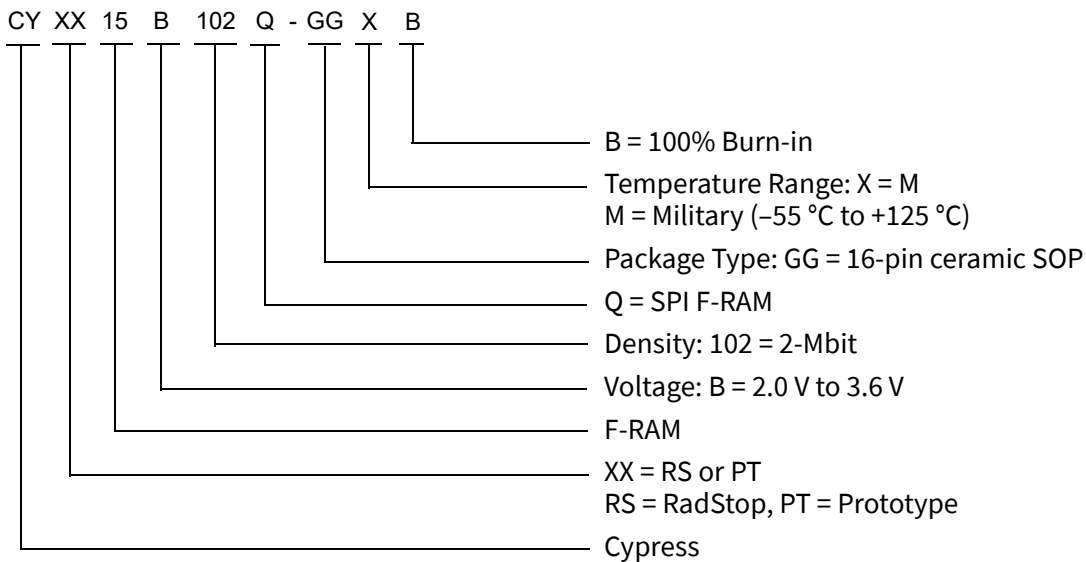 CY XX 15 B 102 Q - GG X B
B = 100% Burn-in
Temperature Range: X = M
M = Military (–55 °C to +125 °C)
Package Type: GG = 16-pin ceramic SOP
Q = SPI F-RAM
Density: 102 = 2-Mbit
Voltage: B = 2.0 V to 3.6 V
F-RAM
XX = RS or PT
RS = RadStop, PT = Prototype
Cypress